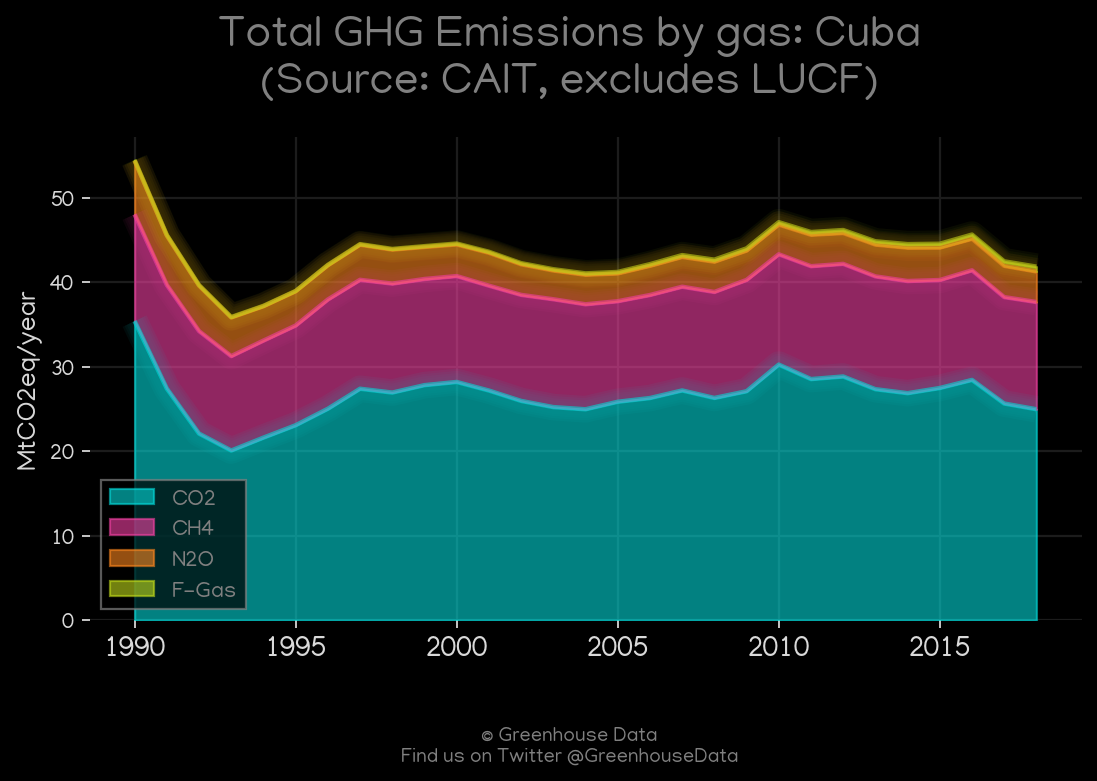 Total GHG Emissions by gas: Cuba
(Source: CAIT, excludes LUCF)
MtCO2eq/year
50
40
30
20
10
0
CO2
CH4
N2O
F-Gas
1990 1995 2000 2005 2010 2015
© Greenhouse Data
Find us on Twitter @GreenhouseData